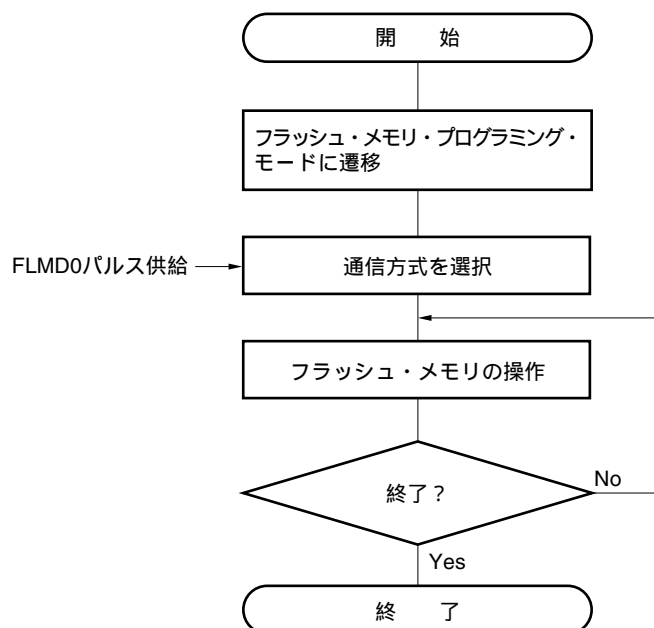 開　始
フラッシュ・メモリ・プログラミング・
モードに遷移
FLMD0パルス供給
通信方式を選択
フラッシュ・メモリの操作
終了？
No
Yes
終　了